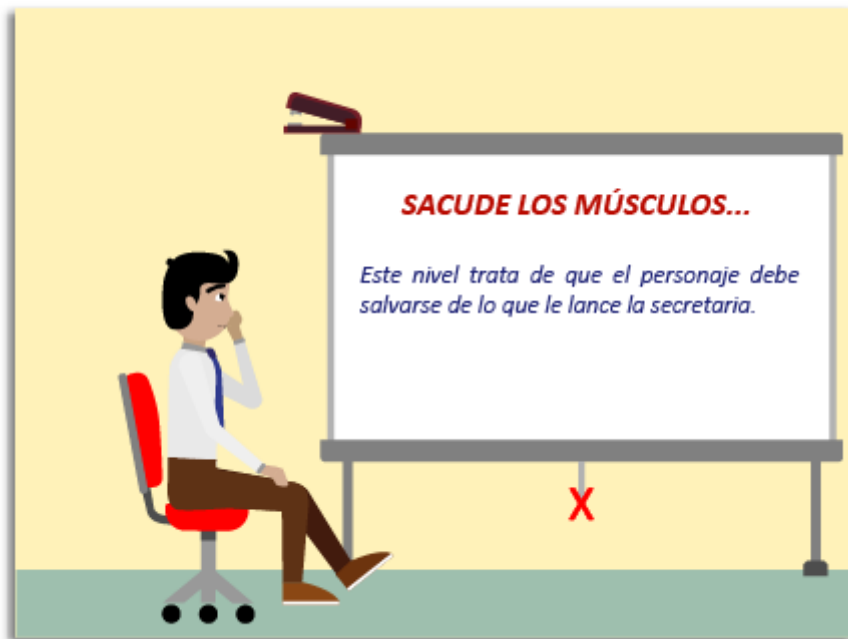 SACUDE LOS MÚSCULOS...
Este nivel trata de que el personaje debe
salvarse de lo que le lance la secretaria.
X